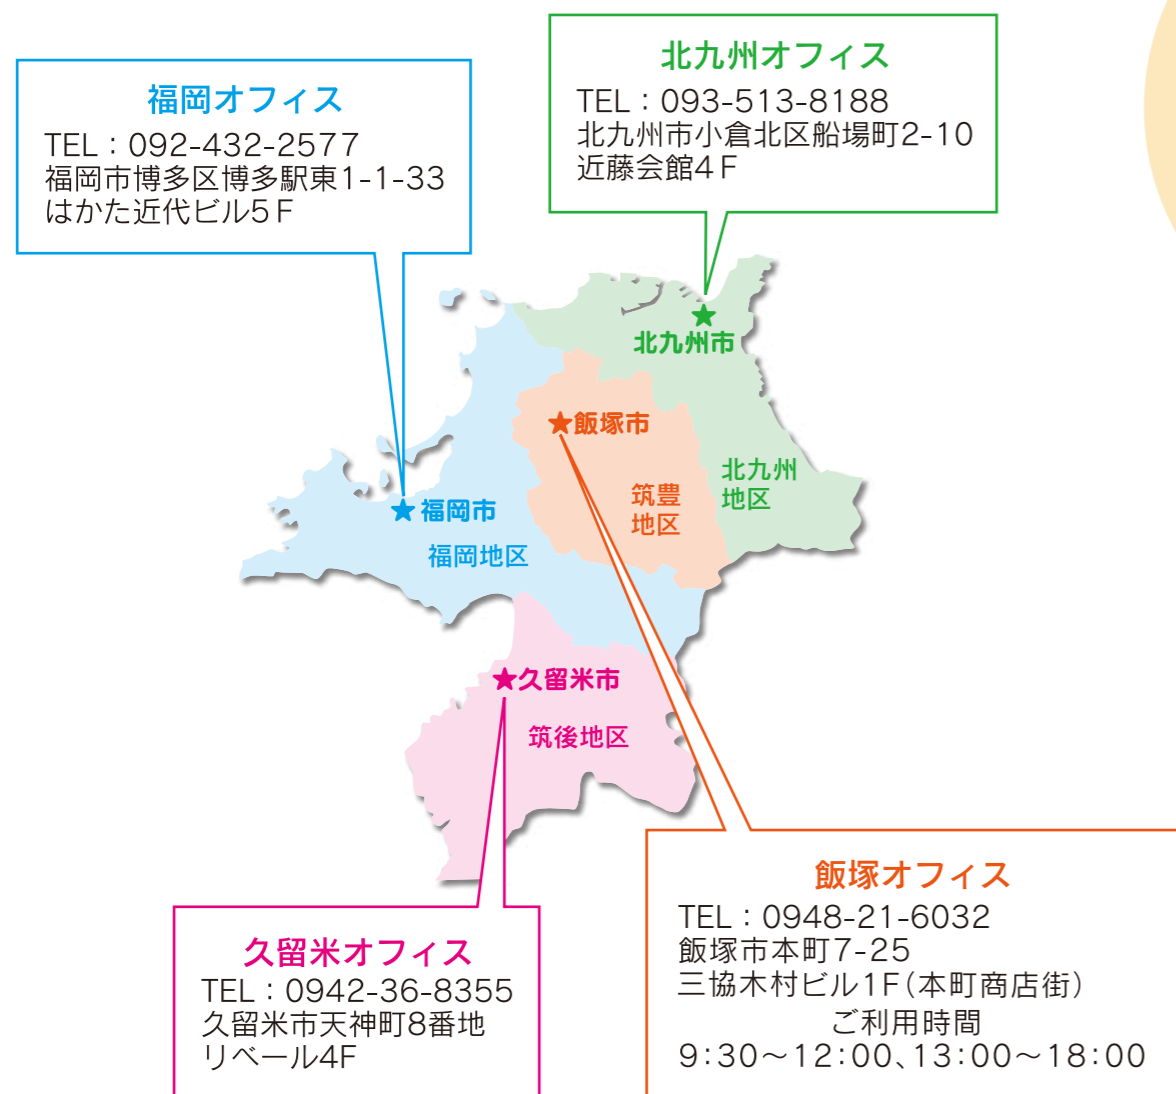 北九州オフィス
TEL：093-513-8188
北九州市小倉北区船場町2-10
近藤会館4F
福岡オフィス
TEL：092-432-2577
福岡市博多区博多駅東1-1-33
はかた近代ビル5F
★北九州市
★飯塚市
北九州
地区
筑豊
地区
★福岡市
福岡地区
★久留米市
筑後地区
久留米オフィス
TEL：0942-36-8355
久留米市天神町8番地
リベール4F
飯塚オフィス
TEL：0948-21-6032
飯塚市本町7-25
三協木村ビル1F（本町商店街）
ご利用時間
9：30～12：00、13：00～18：00